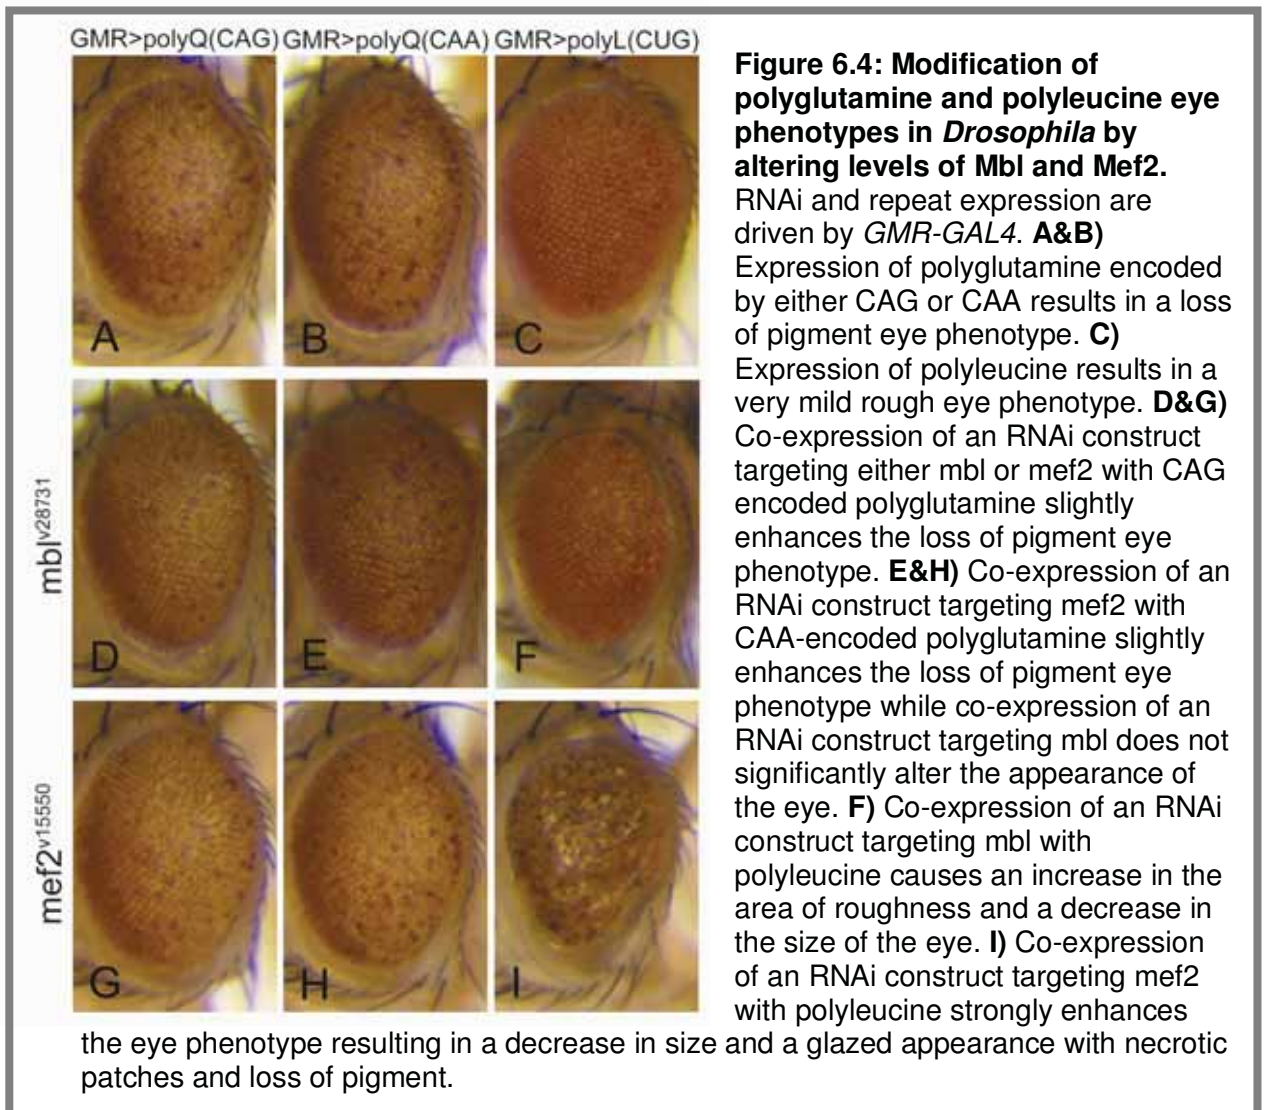 GMR>polyQ(CAG) GMR>polyQ(CAA) GMR>polyL(CUG)
A B C
mbl^v28731
D E F
mef2^v15550
G H I
Figure 6.4: Modification of
polyglutamine and polyleucine eye
phenotypes in Drosophila by
altering levels of Mbl and Mef2.
RNAi and repeat expression are
driven by GMR-GAL4. A&B)
Expression of polyglutamine encoded
by either CAG or CAA results in a loss
of pigment eye phenotype. C)
Expression of polyleucine results in a
very mild rough eye phenotype. D&G)
Co-expression of an RNAi construct
targeting either mbl or mef2 with CAG
encoded polyglutamine slightly
enhances the loss of pigment eye
phenotype. E&H) Co-expression of an
RNAi construct targeting mef2 with
CAA-encoded polyglutamine slightly
enhances the loss of pigment eye
phenotype while co-expression of an
RNAi construct targeting mbl does not
significantly alter the appearance of
the eye. F) Co-expression of an RNAi
construct targeting mbl with
polyleucine causes an increase in the
area of roughness and a decrease in
the size of the eye. I) Co-expression
of an RNAi construct targeting mef2
with polyleucine strongly enhances
the eye phenotype resulting in a decrease in size and a glazed appearance with necrotic
patches and loss of pigment.